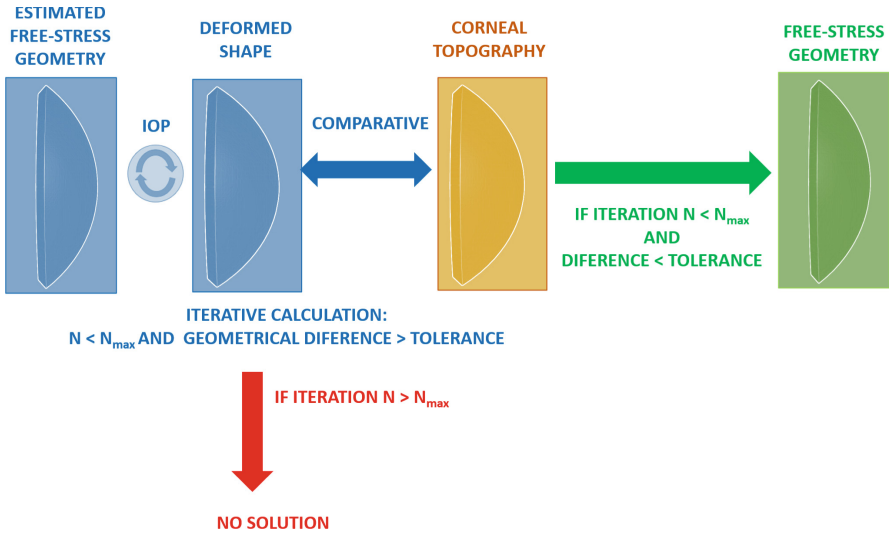 ESTIMATED
FREE-STRESS
GEOMETRY
IOP
DEFORMED
SHAPE
COMPARATIVE
CORNEAL
TOPOGRAPHY
FREE-STRESS
GEOMETRY
IF ITERATION N < Nmax
AND
DIFERENCE < TOLERANCE
ITERATIVE CALCULATION:
N < Nmax AND GEOMETRICAL DIFERENCE > TOLERANCE
IF ITERATION N > Nmax
NO SOLUTION